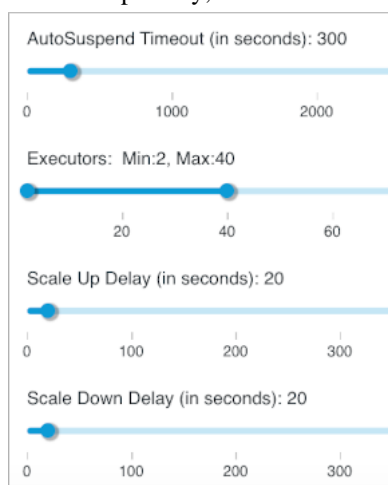 AutoSuspend Timeout (in seconds): 300
0 1000 2000
Executors: Min:2, Max:40
20 40 60
Scale Up Delay (in seconds): 20
0 100 200 300
Scale Down Delay (in seconds): 20
0 100 200 300